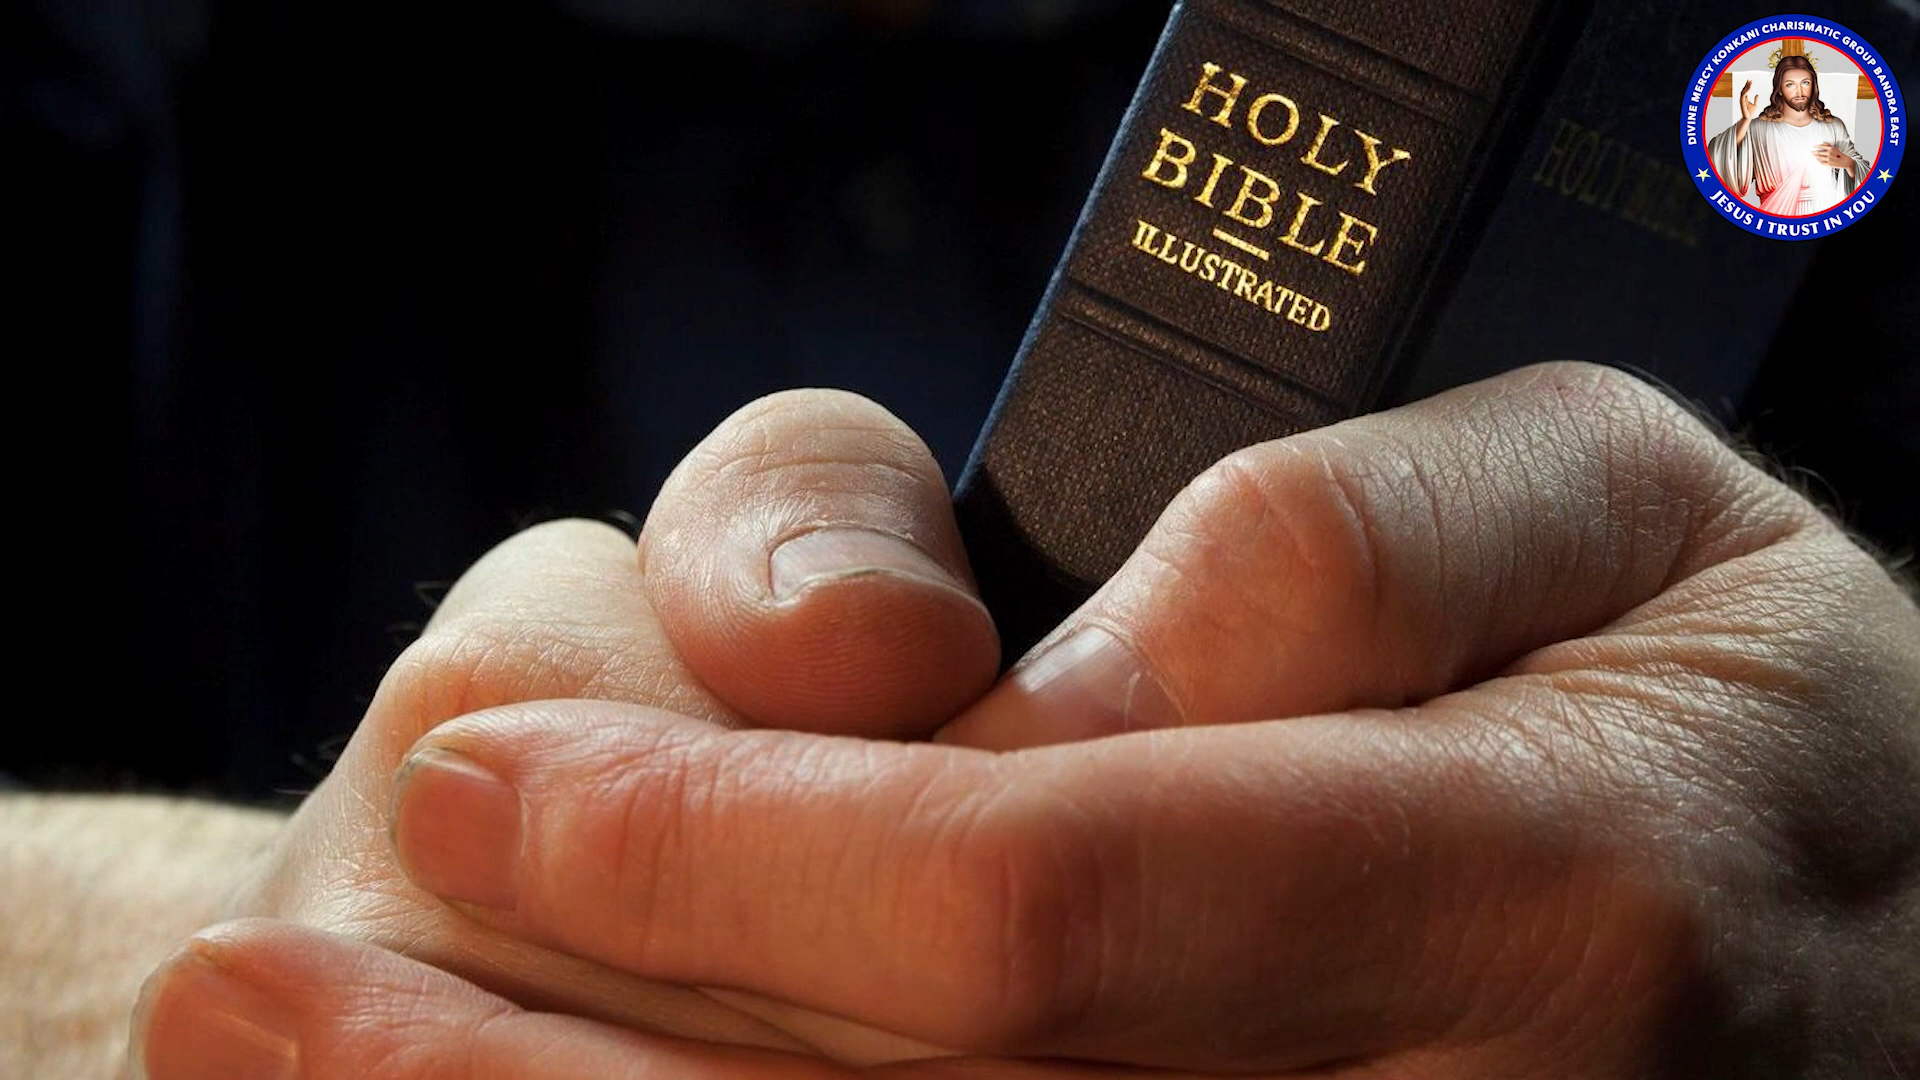 HOLY
BIBLE
ILLUSTRATED
DIVINE MERCY KONKANI CHARISMATIC GROUP BANDRA EAST
JESUS I TRUST IN YOU
HOLY BIBLE